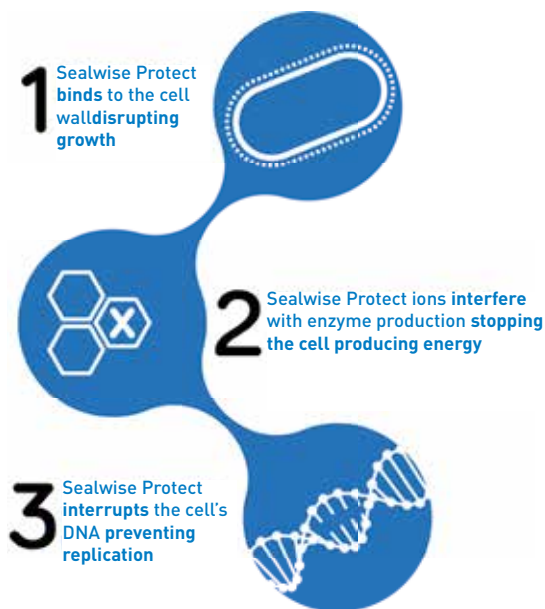 1
Sealwise Protect
binds to the cell
walldisrupting
growth
X
2
Sealwise Protect ions interfere
with enzyme production stopping
the cell producing energy
3
Sealwise Protect
interrupts the cell's
DNA preventing
replication